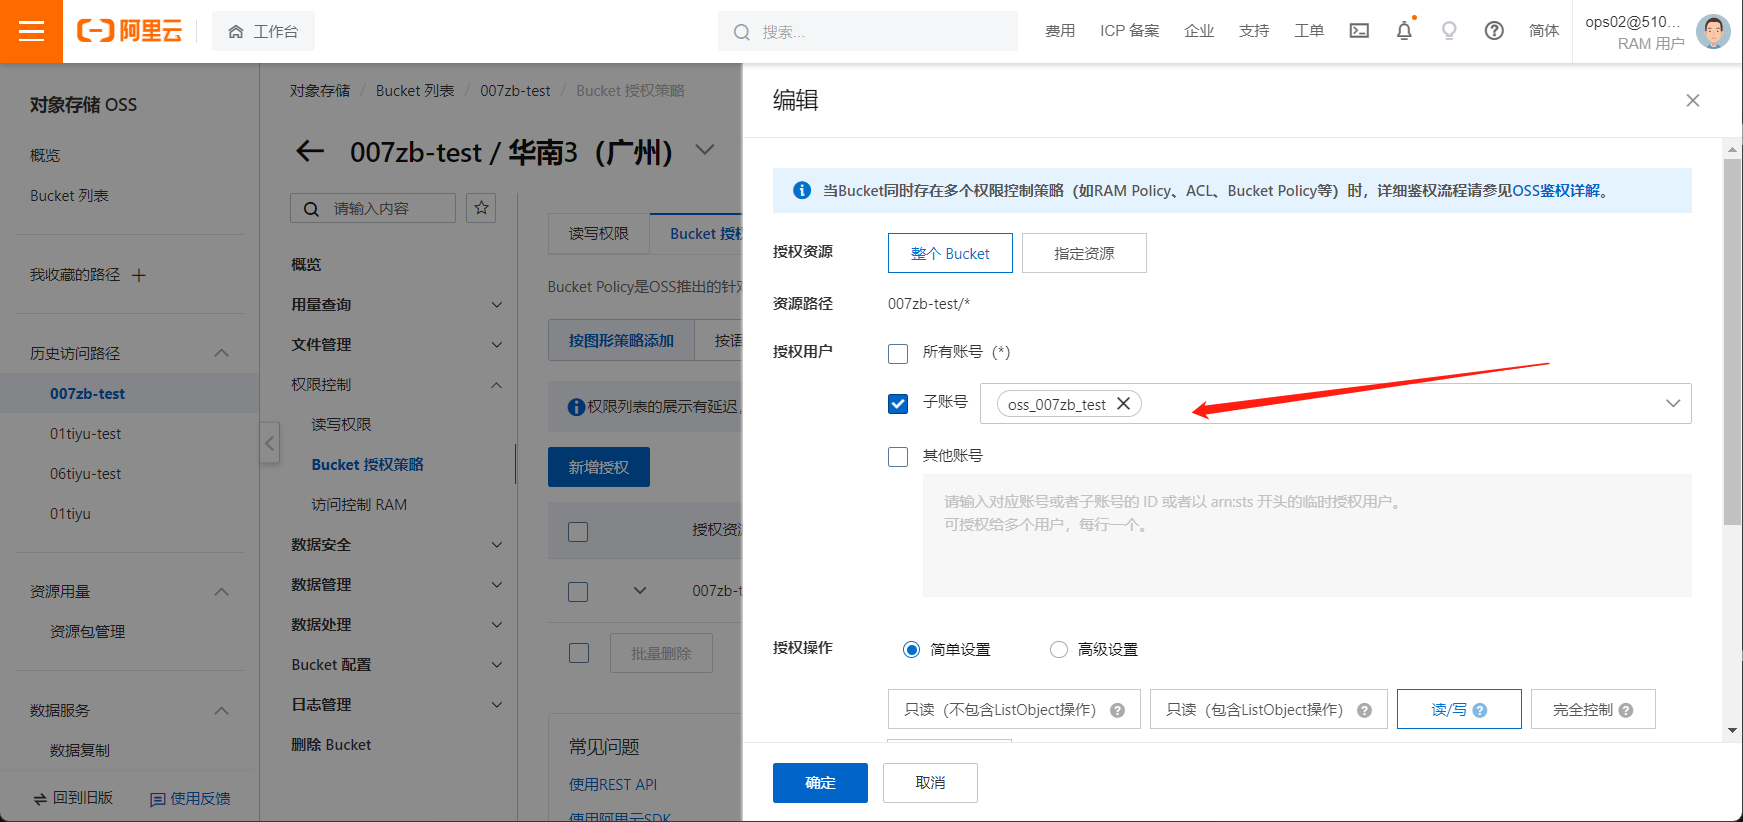 阿里云
工作台
搜索...
费用
ICP 备案
企业
支持
工单
简体
ops02@510...
RAM 用户
对象存储 OSS
概览
Bucket 列表
我收藏的路径
历史访问路径
007zb-test
01tiyu-test
06tiyu-test
01tiyu
资源用量
资源包管理
数据服务
数据复制
回到旧版
使用反馈
对象存储 / Bucket 列表 / 007zb-test / Bucket 授权策略
007zb-test / 华南3（广州）
请输入内容
概览
用量查询
文件管理
权限控制
读写权限
Bucket 授权策略
访问控制 RAM
数据安全
数据管理
数据处理
Bucket 配置
日志管理
删除 Bucket
读写权限
Bucket 授权
Bucket Policy是OSS推出的针对
按图形策略添加
按语
权限列表的展示有延迟，
新增授权
授权资源
007zb-t
批量删除
常见问题
使用REST API
使用阿里云SDK
编辑
当Bucket同时存在多个权限控制策略（如RAM Policy、ACL、Bucket Policy等）时，详细鉴权流程请参见OSS鉴权详解。
授权资源
整个 Bucket
指定资源
资源路径
007zb-test/*
授权用户
所有账号（*）
子账号
oss_007zb_test
其他账号
请输入对应账号或者子账号的 ID 或者以 arn:sts 开头的临时授权用户。
可授权给多个用户，每行一个。
授权操作
简单设置
高级设置
只读（不包含ListObject操作）
只读（包含ListObject操作）
读/写
完全控制
确定
取消